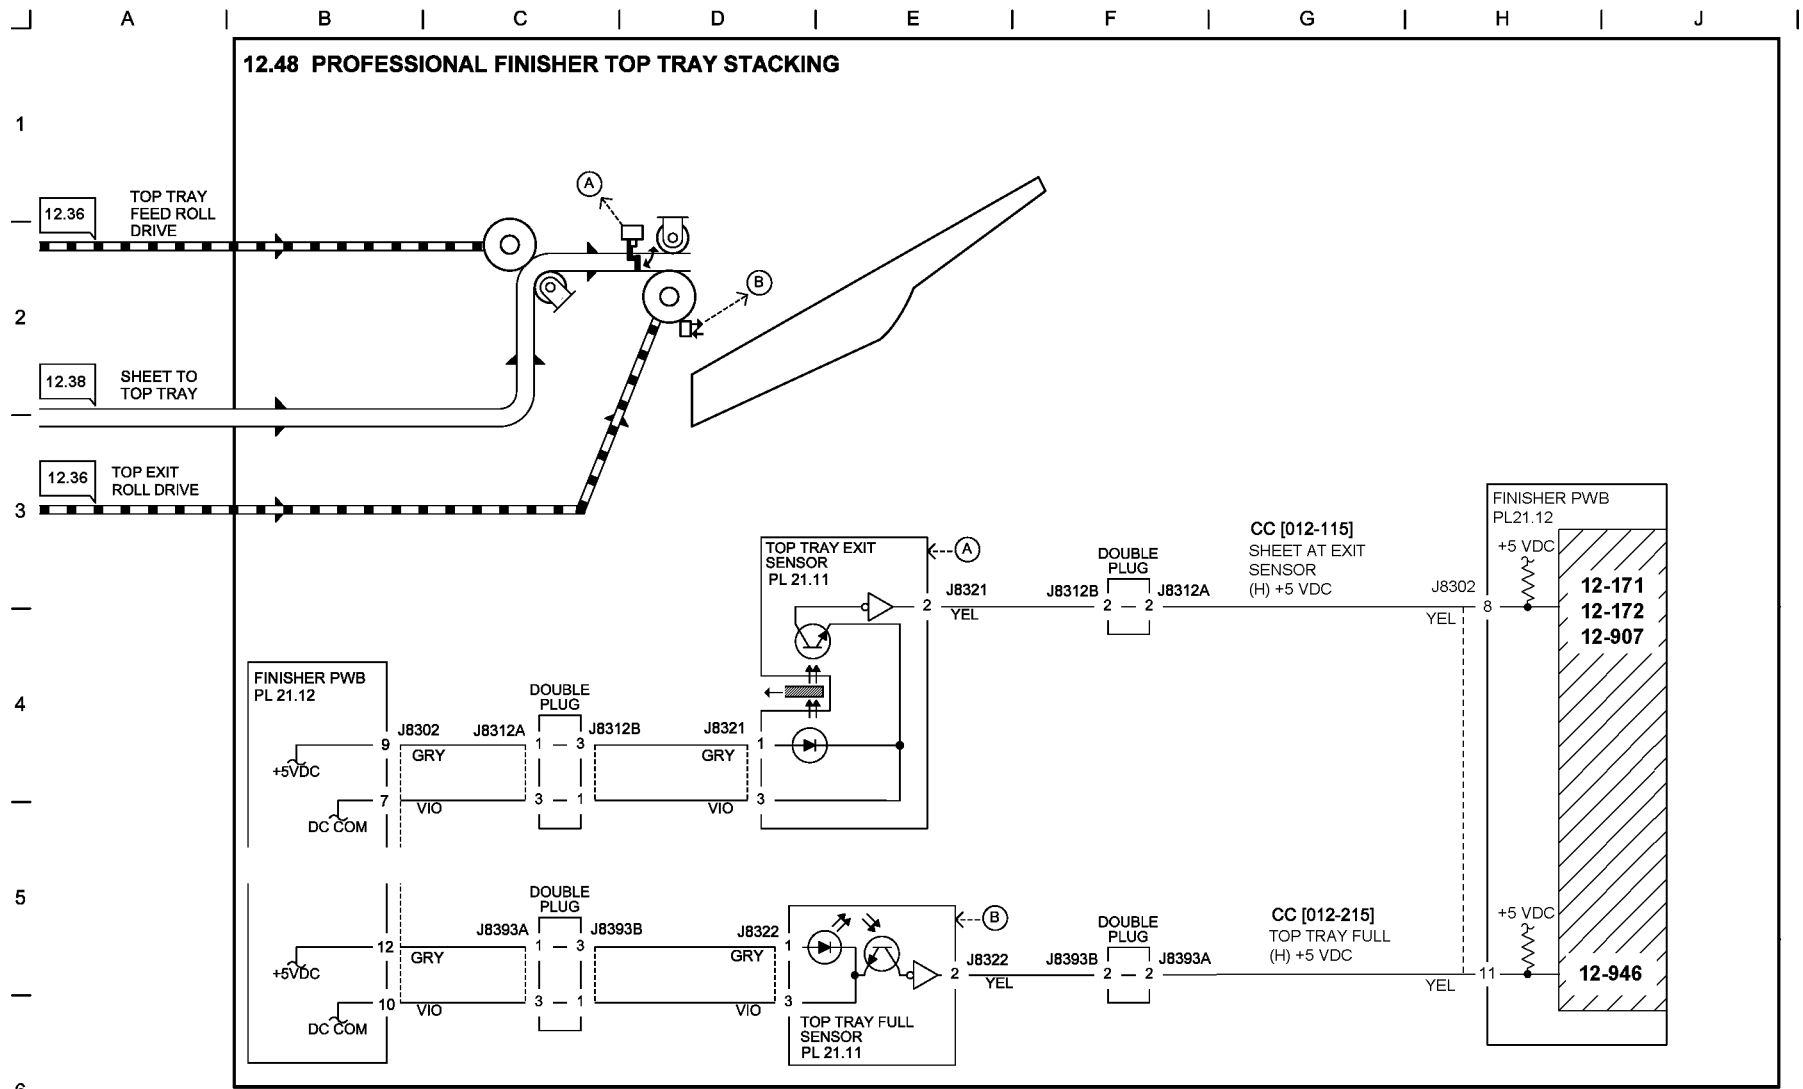 A B C D E F G H J
12.48 PROFESSIONAL FINISHER TOP TRAY STACKING
1
A
12.36
TOP TRAY
FEED ROLL
DRIVE
B
2
12.38
SHEET TO
TOP TRAY
12.36
TOP EXIT
ROLL DRIVE
3
FINISHER PWB
PL21.12
TOP TRAY EXIT
SENSOR
PL 21.11
A
DOUBLE
PLUG
CC [012-115]
SHEET AT EXIT
SENSOR
(H) +5 VDC
+5 VDC
2
J8321
YEL
J8312B
2
2
J8312A
J8302
YEL
8
12-171
12-172
12-907
4
FINISHER PWB
PL 21.12
DOUBLE
PLUG
9
J8302
GRY
J8312A
1
3
J8312B
J8321
GRY
1
+5VDC
7
VIO
3
1
VIO
3
DC COM
5
DOUBLE
PLUG
B
DOUBLE
PLUG
CC [012-215]
TOP TRAY FULL
(H) +5 VDC
+5 VDC
12
GRY
J8393A
1
3
J8393B
J8322
GRY
1
+5VDC
2
J8322
YEL
J8393B
2
2
J8393A
YEL
11
12-946
10
VIO
3
1
VIO
3
DC COM
TOP TRAY FULL
SENSOR
PL 21.11